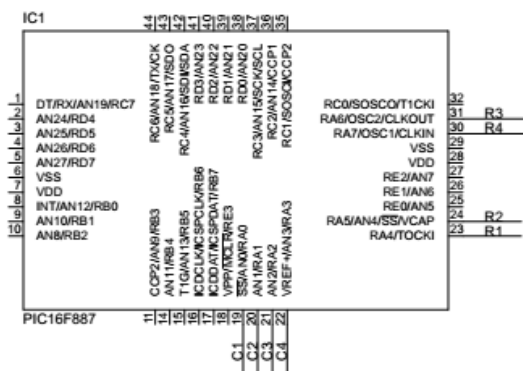 IC1
44 43 42 41 40 39 38 37 36 35
RC6/AN18/TX/CK
RC5/AN17/SDO
RC4/AN16/SDI/SDA
RD3/AN23
RD2/AN22
RD1/AN21
RD0/AN20
RC3/AN15/SCK/SCL
RC2/AN14/CCP1
RC1/SOSCI/CCP2
1 DT/RX/AN19/RC7
2 AN24/RD4
3 AN25/RD5
4 AN26/RD6
5 AN27/RD7
6 VSS
7 VDD
8 INT/AN12/RB0
9 AN10/RB1
10 AN8/RB2
RC0/SOSCO/T1CKI 32
RA6/OSC2/CLKOUT 31 R3
RA7/OSC1/CLKIN 30 R4
VSS 29
VDD 28
RE2/AN7 27
RE1/AN6 26
RE0/AN5 25
RA5/AN4/SS/VCAP 24 R2
RA4/TOCKI 23 R1
CCP2/AN9/RB3
AN11/RB4
T1G/AN13/RB5
ICDCLK/ICSPCLK/RB6
ICDDAT/ICSPDAT/RB7
VPP/MCLR/RE3
SS/AN0/RA0
AN1/RA1
AN2/RA2
VREF+/AN3/RA3
11 14 15 16 17 18 19 20 21 22
PIC16F887
C1 C2 C3 C4